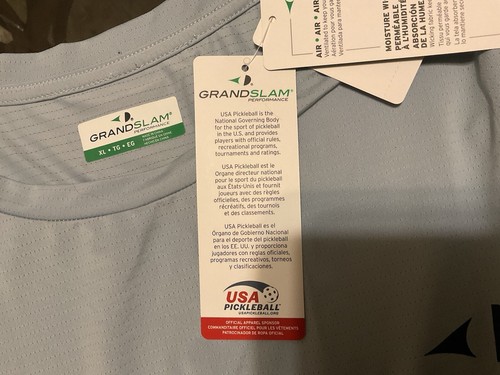 GRANDSLAM
PERFORMANCE
XL • TG • EG
GRANDSLAM
PERFORMANCE
USA Pickleball is the
National Governing Body
for the sport of pickleball
in the U.S. and provides
players with official rules,
recreational programs,
tournaments and ratings.
USA Pickleball est le
Organe directeur national
pour le sport du pickleball
aux États-Unis et fournit
joueurs avec des règles
officielles, des programmes
récréatifs, des tournois
et des classements.
USA Pickleball es el
Órgano de Gobierno Nacional
para el deporte del pickleball
en los EE. UU. y proporciona
jugadores con reglas oficiales,
programas recreativos, torneos
y clasificaciones.
USA
PICKLEBALL
USAPICKLEBALL.ORG
OFFICIAL APPAREL SPONSOR
COMMANDITAIRE OFFICIEL POUR LES VÊTEMENTS
PATROCINADOR DE ROPA OFICIAL
AIR • AIR • AIR
MOISTURE WI
PERMÉABLE
À L'HUMIDITÉ
ABSORCIÓN
DE LA HUME